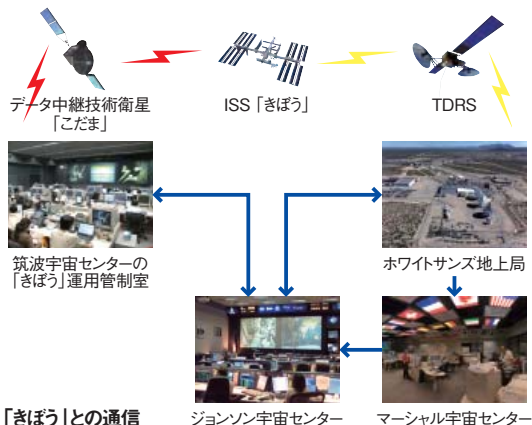 データ中継技術衛星
「こだま」
ISS「きぼう」
TDRS
筑波宇宙センターの
「きぼう」運用管制室
ホワイトサンズ地上局
「きぼう」との通信
ジョンソン宇宙センター
マーシャル宇宙センター